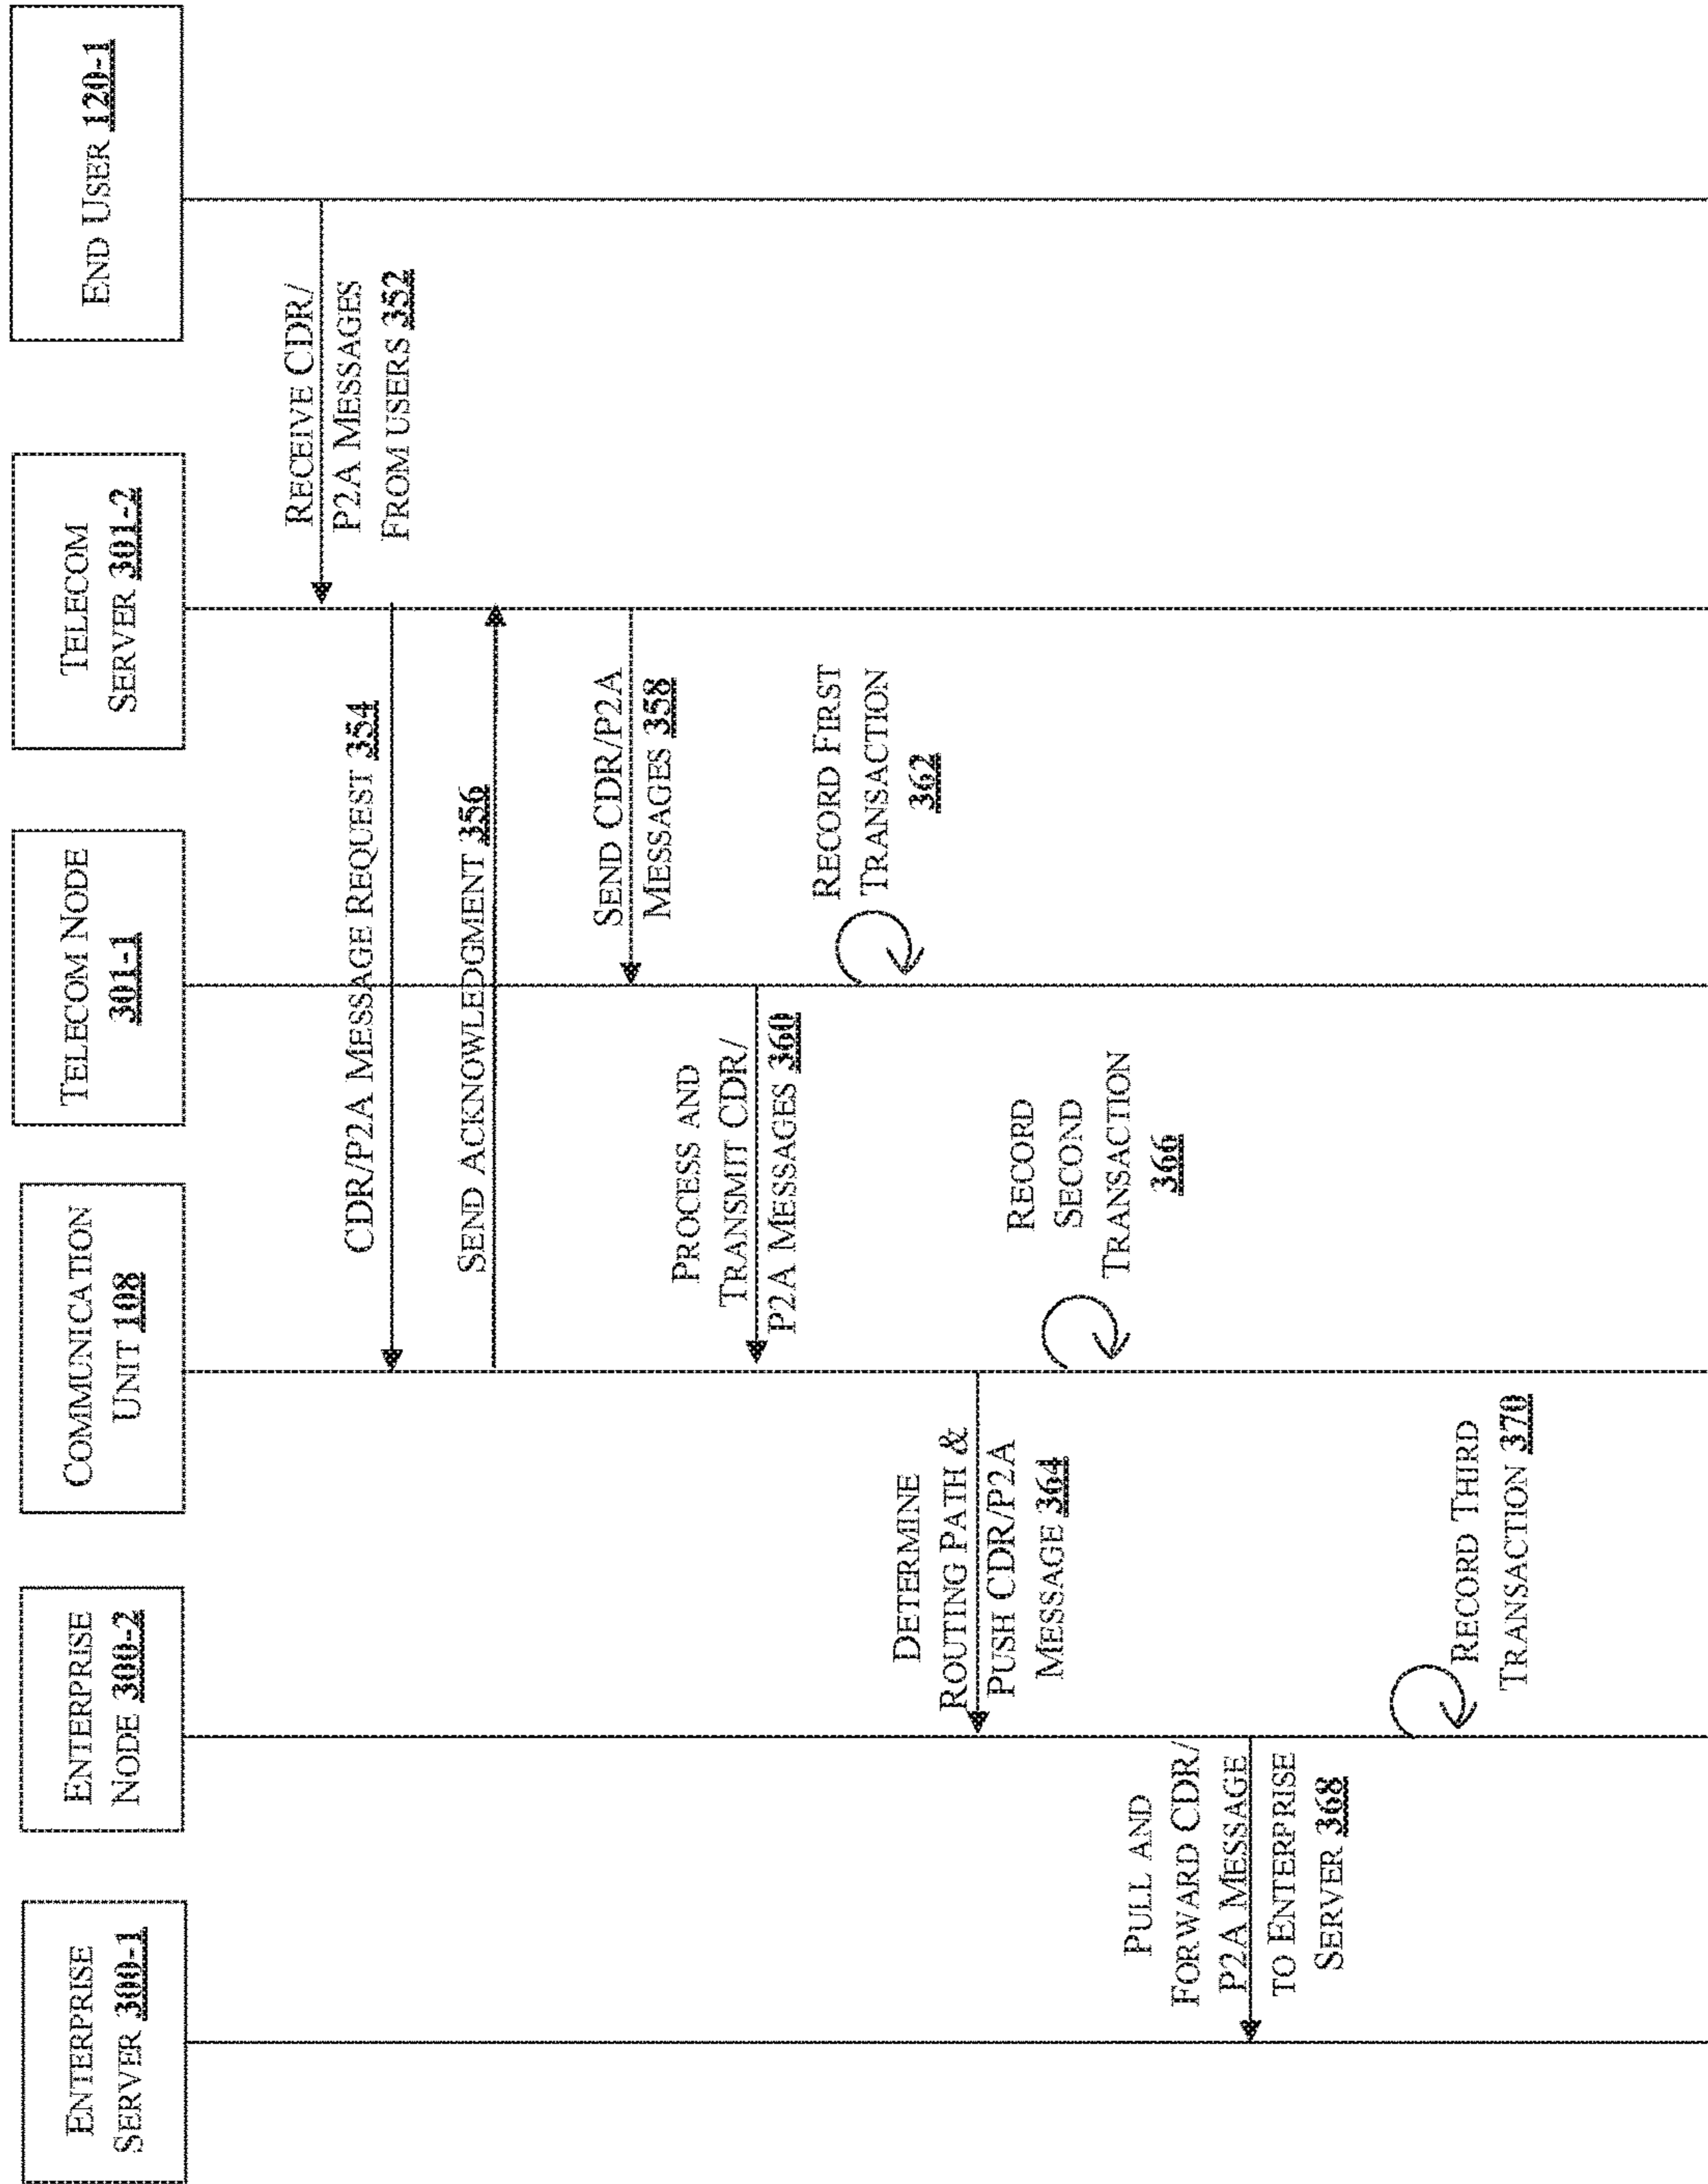 ENTERPRISE
SERVER 300-1
ENTERPRISE
NODE 300-2
COMMUNICATION
UNIT 108
TELECOM NODE
301-1
TELECOM
SERVER 301-2
END USER 120-1
RECEIVE CDR/
P2A MESSAGES
FROM USERS 352
CDR/P2A MESSAGE REQUEST 354
SEND ACKNOWLEDGMENT 356
SEND CDR/P2A
MESSAGES 358
PROCESS AND
TRANSMIT CDR/
P2A MESSAGES 360
RECORD FIRST
TRANSACTION
362
DETERMINE
ROUTING PATH &
PUSH CDR/P2A
MESSAGE 364
RECORD
SECOND
TRANSACTION
366
PULL AND
FORWARD CDR/
P2A MESSAGE
TO ENTERPRISE
SERVER 368
RECORD THIRD
TRANSACTION 370